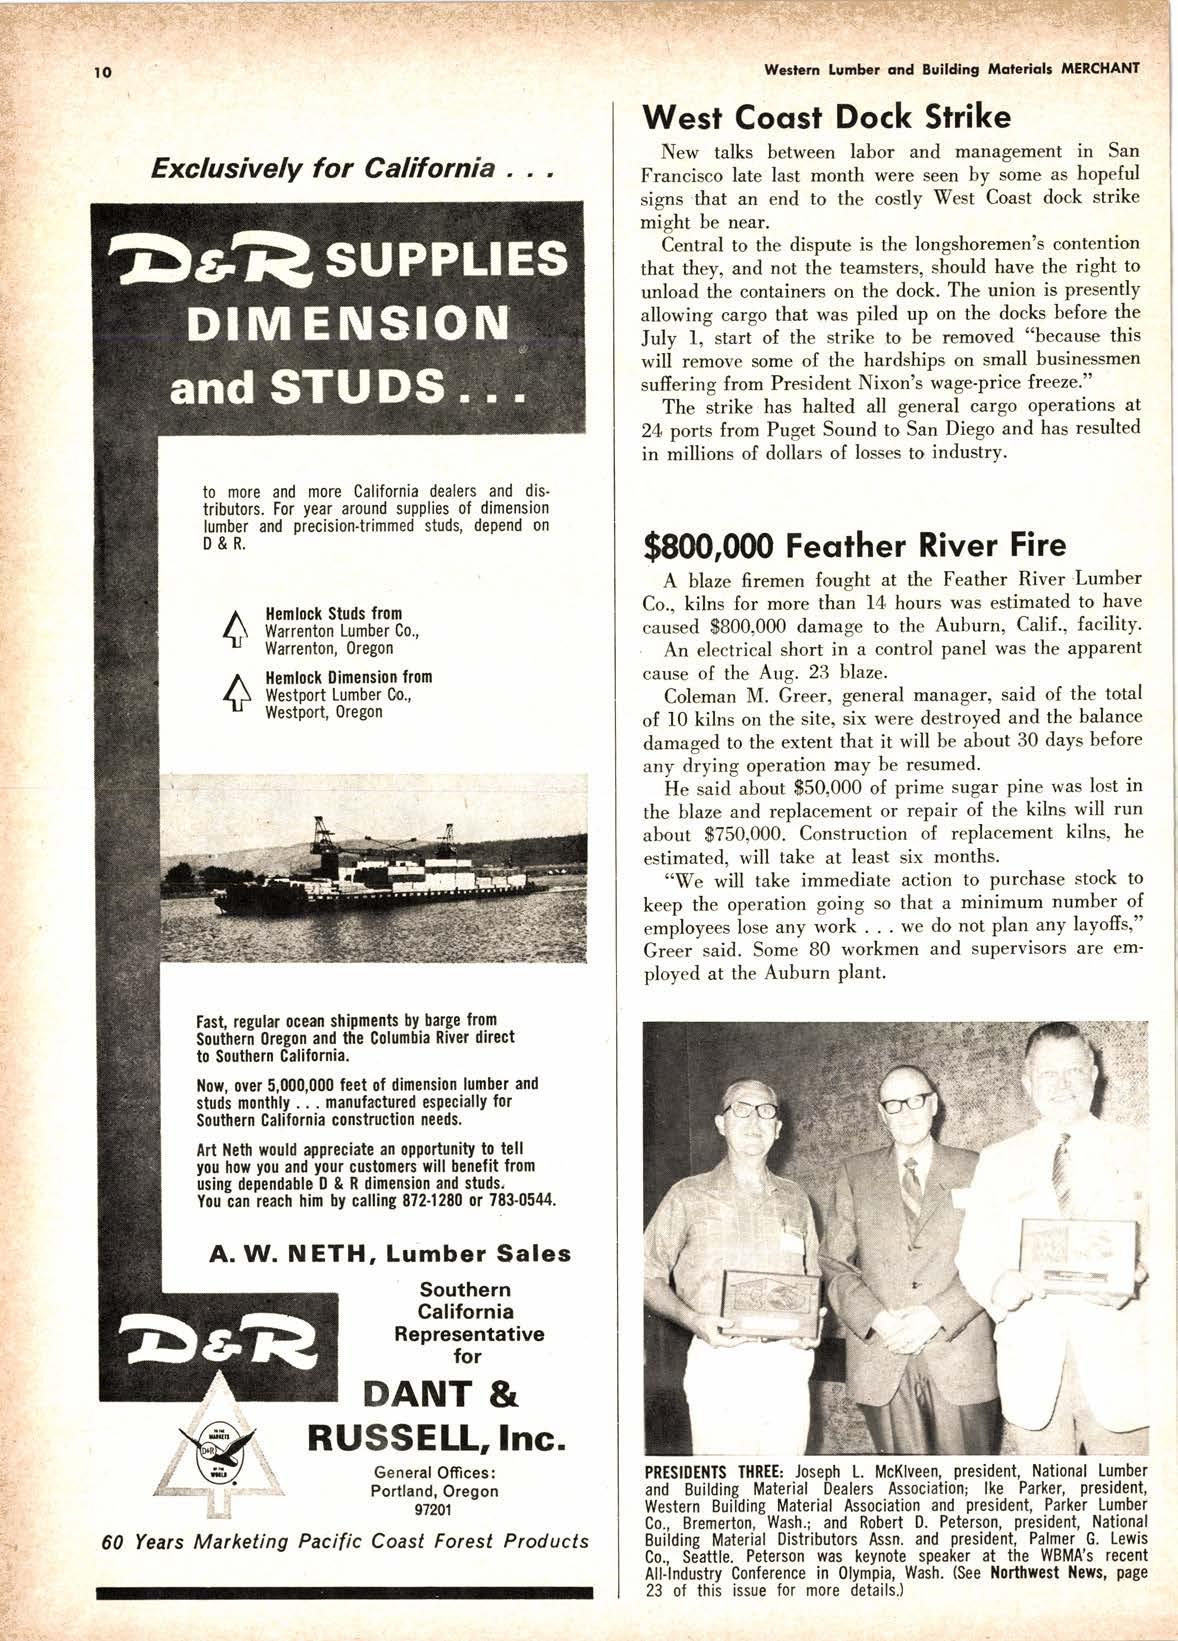 10
Western Lumber and Building Materials MERCHANT
Exclusively for California . . .
D&R SUPPLIES
DIMENSION
and STUDS . . .
to more and more California dealers and dis-
tributors. For year around supplies of dimension
lumber and precision-trimmed studs, depend on
D & R.
Hemlock Studs from
Warrenton Lumber Co.,
Warrenton, Oregon
Hemlock Dimension from
Westport Lumber Co.,
Westport, Oregon
Fast, regular ocean shipments by barge from
Southern Oregon and the Columbia River direct
to Southern California.
Now, over 5,000,000 feet of dimension lumber and
studs monthly . . . manufactured especially for
Southern California construction needs.
Art Neth would appreciate an opportunity to tell
you how you and your customers will benefit from
using dependable D & R dimension and studs.
You can reach him by calling 872-1280 or 783-0544.
A. W. NETH, Lumber Sales
Southern
California
Representative
for
D&R
DANT &
RUSSELL, Inc.
TO THE
MARKETS
D&R
OF THE
WORLD
General Offices:
Portland, Oregon
97201
60 Years Marketing Pacific Coast Forest Products
West Coast Dock Strike
New talks between labor and management in San
Francisco late last month were seen by some as hopeful
signs that an end to the costly West Coast dock strike
might be near.
Central to the dispute is the longshoremen's contention
that they, and not the teamsters, should have the right to
unload the containers on the dock. The union is presently
allowing cargo that was piled up on the docks before the
July 1, start of the strike to be removed "because this
will remove some of the hardships on small businessmen
suffering from President Nixon's wage-price freeze."
The strike has halted all general cargo operations at
24 ports from Puget Sound to San Diego and has resulted
in millions of dollars of losses to industry.
$800,000 Feather River Fire
A blaze firemen fought at the Feather River Lumber
Co., kilns for more than 14 hours was estimated to have
caused $800,000 damage to the Auburn, Calif., facility.
An electrical short in a control panel was the apparent
cause of the Aug. 23 blaze.
Coleman M. Greer, general manager, said of the total
of 10 kilns on the site, six were destroyed and the balance
damaged to the extent that it will be about 30 days before
any drying operation may be resumed.
He said about $50,000 of prime sugar pine was lost in
the blaze and replacement or repair of the kilns will run
about $750,000. Construction of replacement kilns, he
estimated, will take at least six months.
"We will take immediate action to purchase stock to
keep the operation going so that a minimum number of
employees lose any work . . . we do not plan any layoffs,"
Greer said. Some 80 workmen and supervisors are em-
ployed at the Auburn plant.
PRESIDENTS THREE: Joseph L. McKlveen, president, National Lumber
and Building Material Dealers Association; Ike Parker, president,
Western Building Material Association and president, Parker Lumber
Co., Bremerton, Wash.; and Robert D. Peterson, president, National
Building Material Distributors Assn. and president, Palmer G. Lewis
Co., Seattle. Peterson was keynote speaker at the WBMA's recent
All-Industry Conference in Olympia, Wash. (See Northwest News, page
23 of this issue for more details.)